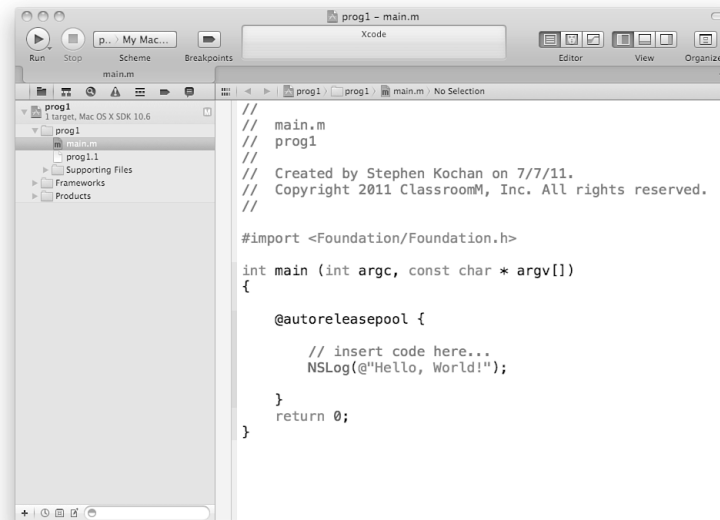 prog1 – main.m
p.. 〉 My Mac...
Xcode
Run Stop Scheme Breakpoints Editor View Organize
main.m
prog1 〉 prog1 〉 m main.m 〉 No Selection
prog1
1 target, Mac OS X SDK 10.6
prog1
m main.m
prog1.1
Supporting Files
Frameworks
Products
//
//  main.m
//  prog1
//
//  Created by Stephen Kochan on 7/7/11.
//  Copyright 2011 ClassroomM, Inc. All rights reserved.
//
#import <Foundation/Foundation.h>
int main (int argc, const char * argv[])
{
    @autoreleasepool {
        // insert code here...
        NSLog(@"Hello, World!");
    }
    return 0;
}